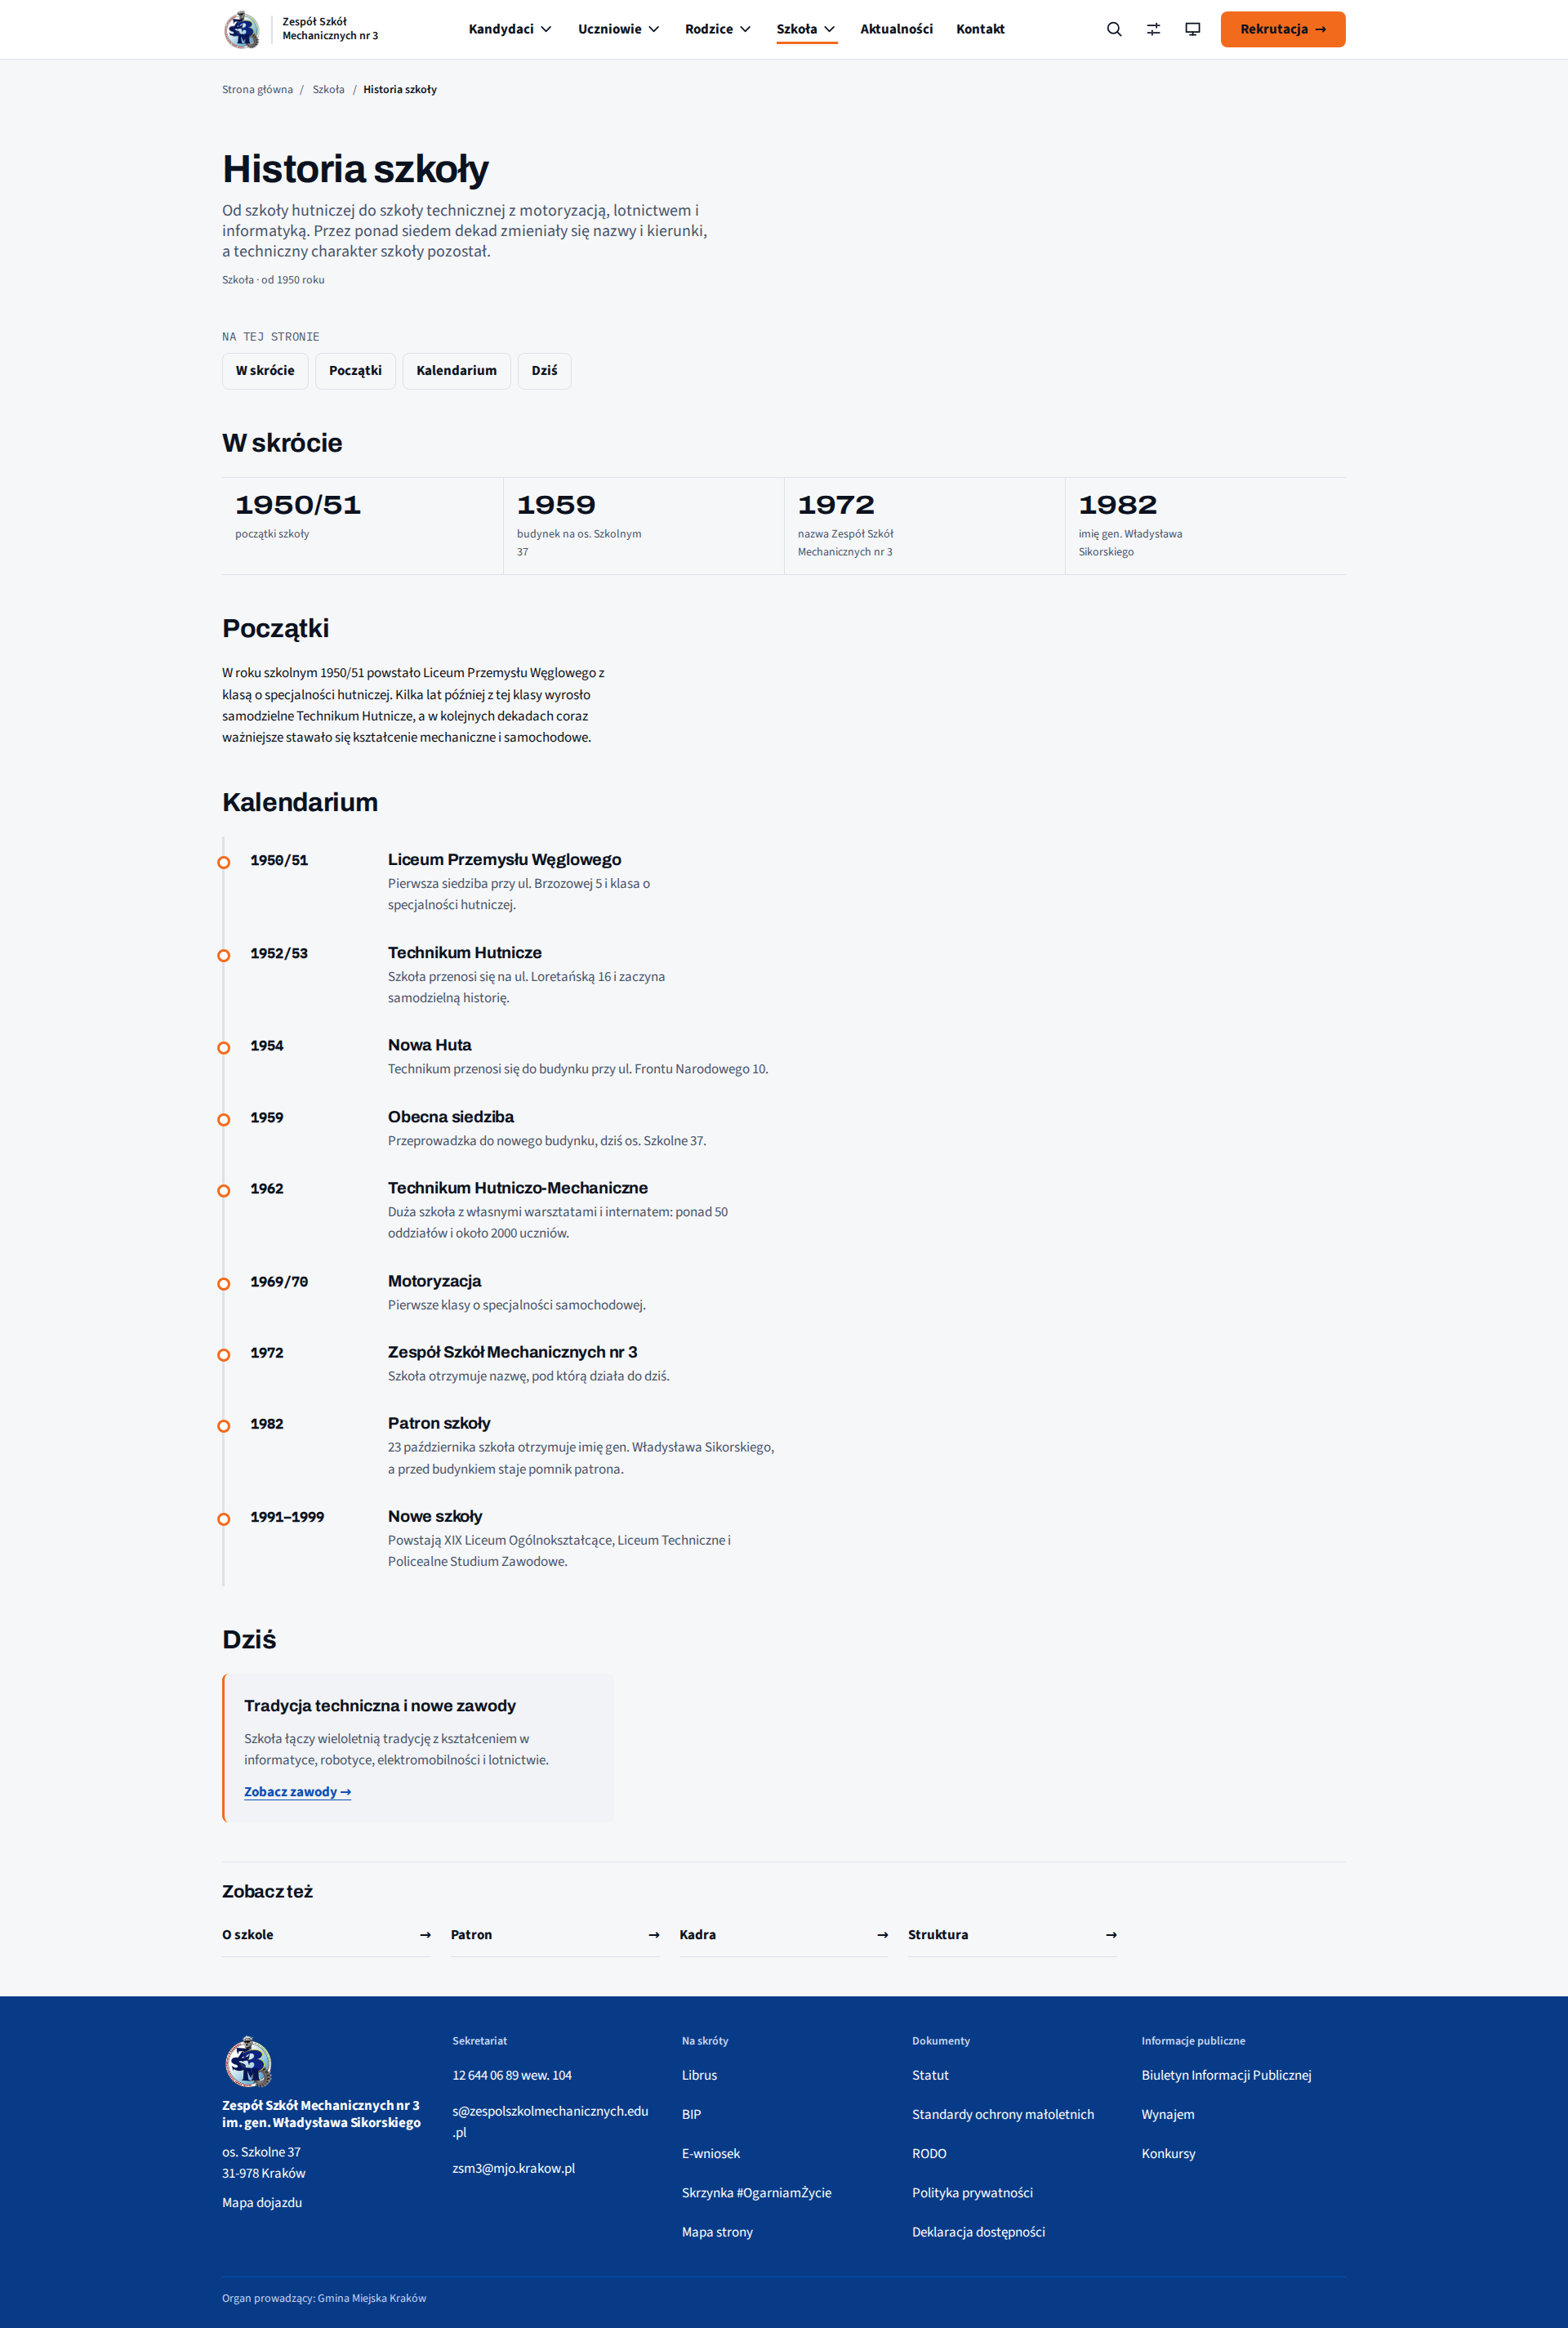 Zespół Szkół
Mechanicznych nr 3
Kandydaci
Uczniowie
Rodzice
Szkoła
Aktualności
Kontakt
Rekrutacja →
Strona główna / Szkoła / Historia szkoły
Historia szkoły
Od szkoły hutniczej do szkoły technicznej z motoryzacją, lotnictwem i
informatyką. Przez ponad siedem dekad zmieniały się nazwy i kierunki,
a techniczny charakter szkoły pozostał.
Szkoła · od 1950 roku
NA TEJ STRONIE
W skrócie
Początki
Kalendarium
Dziś
W skrócie
1950/51
początki szkoły
1959
budynek na os. Szkolnym
37
1972
nazwa Zespół Szkół
Mechanicznych nr 3
1982
imię gen. Władysława
Sikorskiego
Początki
W roku szkolnym 1950/51 powstało Liceum Przemysłu Węglowego z
klasą o specjalności hutniczej. Kilka lat później z tej klasy wyrosło
samodzielne Technikum Hutnicze, a w kolejnych dekadach coraz
ważniejsze stawało się kształcenie mechaniczne i samochodowe.
Kalendarium
1950/51
Liceum Przemysłu Węglowego
Pierwsza siedziba przy ul. Brzozowej 5 i klasa o
specjalności hutniczej.
1952/53
Technikum Hutnicze
Szkoła przenosi się na ul. Loretańską 16 i zaczyna
samodzielną historię.
1954
Nowa Huta
Technikum przenosi się do budynku przy ul. Frontu Narodowego 10.
1959
Obecna siedziba
Przeprowadzka do nowego budynku, dziś os. Szkolne 37.
1962
Technikum Hutniczo-Mechaniczne
Duża szkoła z własnymi warsztatami i internatem: ponad 50
oddziałów i około 2000 uczniów.
1969/70
Motoryzacja
Pierwsze klasy o specjalności samochodowej.
1972
Zespół Szkół Mechanicznych nr 3
Szkoła otrzymuje nazwę, pod którą działa do dziś.
1982
Patron szkoły
23 października szkoła otrzymuje imię gen. Władysława Sikorskiego,
a przed budynkiem staje pomnik patrona.
1991–1999
Nowe szkoły
Powstają XIX Liceum Ogólnokształcące, Liceum Techniczne i
Policealne Studium Zawodowe.
Dziś
Tradycja techniczna i nowe zawody
Szkoła łączy wieloletnią tradycję z kształceniem w
informatyce, robotyce, elektromobilności i lotnictwie.
Zobacz zawody →
Zobacz też
O szkole →
Patron →
Kadra →
Struktura →
Zespół Szkół Mechanicznych nr 3
im. gen. Władysława Sikorskiego
os. Szkolne 37
31-978 Kraków
Mapa dojazdu
Sekretariat
12 644 06 89 wew. 104
s@zespolszkolmechanicznych.edu
.pl
zsm3@mjo.krakow.pl
Na skróty
Librus
BIP
E-wniosek
Skrzynka #OgarniamŻycie
Mapa strony
Dokumenty
Statut
Standardy ochrony małoletnich
RODO
Polityka prywatności
Deklaracja dostępności
Informacje publiczne
Biuletyn Informacji Publicznej
Wynajem
Konkursy
Organ prowadzący: Gmina Miejska Kraków